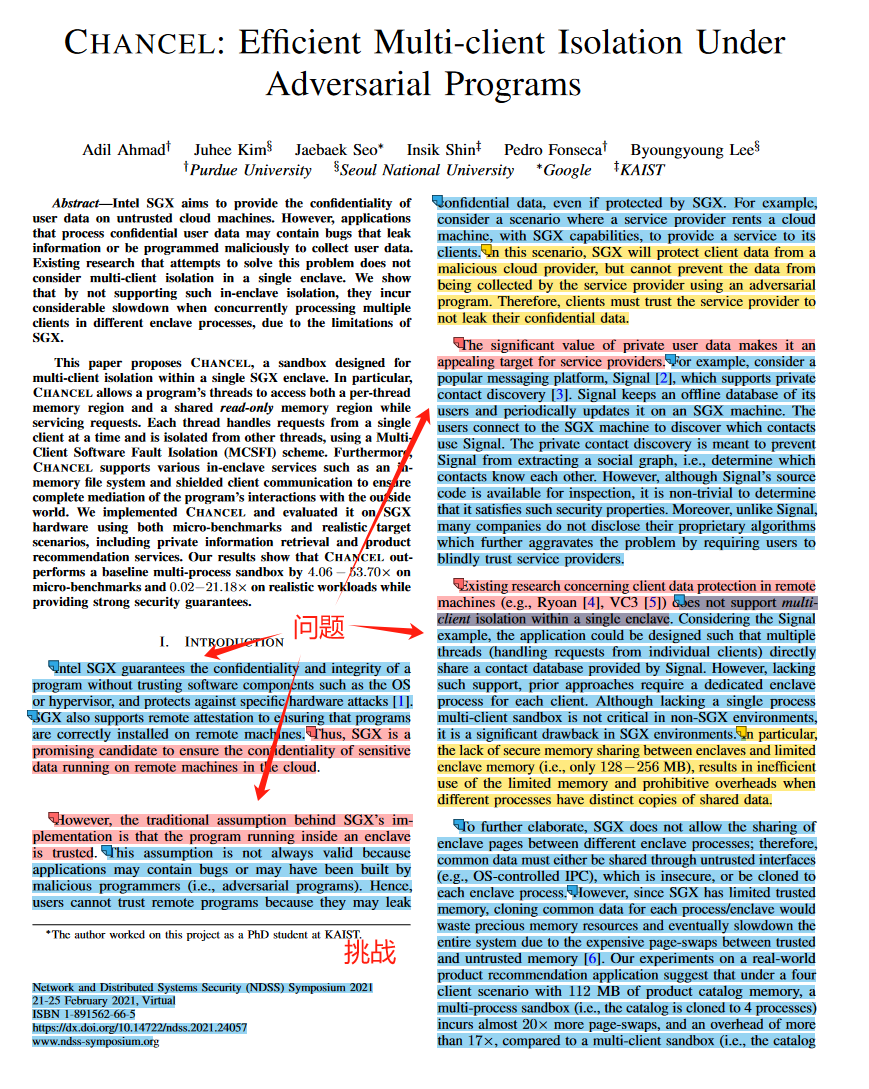 CHANCEL: Efficient Multi-client Isolation Under
Adversarial Programs
Adil Ahmad† Juhee Kim§ Jaebaek Seo* Insik Shin‡ Pedro Fonseca† Byoungyoung Lee§
†Purdue University §Seoul National University *Google ‡KAIST
Abstract—Intel SGX aims to provide the confidentiality of
user data on untrusted cloud machines. However, applications
that process confidential user data may contain bugs that leak
information or be programmed maliciously to collect user data.
Existing research that attempts to solve this problem does not
consider multi-client isolation in a single enclave. We show
that by not supporting such in-enclave isolation, they incur
considerable slowdown when concurrently processing multiple
clients in different enclave processes, due to the limitations of
SGX.
This paper proposes CHANCEL, a sandbox designed for
multi-client isolation within a single SGX enclave. In particular,
CHANCEL allows a program's threads to access both a per-thread
memory region and a shared read-only memory region while
servicing requests. Each thread handles requests from a single
client at a time and is isolated from other threads, using a Multi-
Client Software Fault Isolation (MCSFI) scheme. Furthermore,
CHANCEL supports various in-enclave services such as an in-
memory file system and shielded client communication to ensure
complete mediation of the program's interactions with the outside
world. We implemented CHANCEL and evaluated it on SGX
hardware using both micro-benchmarks and realistic target
scenarios, including private information retrieval and product
recommendation services. Our results show that CHANCEL out-
performs a baseline multi-process sandbox by 4.06−53.70× on
micro-benchmarks and 0.02−21.18× on realistic workloads while
providing strong security guarantees.
问题
I. INTRODUCTION
Intel SGX guarantees the confidentiality and integrity of a
program without trusting software components such as the OS
or hypervisor, and protects against specific hardware attacks [1].
SGX also supports remote attestation to ensuring that programs
are correctly installed on remote machines. Thus, SGX is a
promising candidate to ensure the confidentiality of sensitive
data running on remote machines in the cloud.
However, the traditional assumption behind SGX's im-
plementation is that the program running inside an enclave
is trusted. This assumption is not always valid because
applications may contain bugs or may have been built by
malicious programmers (i.e., adversarial programs). Hence,
users cannot trust remote programs because they may leak
*The author worked on this project as a PhD student at KAIST.
挑战
Network and Distributed Systems Security (NDSS) Symposium 2021
21-25 February 2021, Virtual
ISBN 1-891562-66-5
https://dx.doi.org/10.14722/ndss.2021.24057
www.ndss-symposium.org
confidential data, even if protected by SGX. For example,
consider a scenario where a service provider rents a cloud
machine, with SGX capabilities, to provide a service to its
clients. In this scenario, SGX will protect client data from a
malicious cloud provider, but cannot prevent the data from
being collected by the service provider using an adversarial
program. Therefore, clients must trust the service provider to
not leak their confidential data.
The significant value of private user data makes it an
appealing target for service providers. For example, consider a
popular messaging platform, Signal [2], which supports private
contact discovery [3]. Signal keeps an offline database of its
users and periodically updates it on an SGX machine. The
users connect to the SGX machine to discover which contacts
use Signal. The private contact discovery is meant to prevent
Signal from extracting a social graph, i.e., determine which
contacts know each other. However, although Signal's source
code is available for inspection, it is non-trivial to determine
that it satisfies such security properties. Moreover, unlike Signal,
many companies do not disclose their proprietary algorithms
which further aggravates the problem by requiring users to
blindly trust service providers.
Existing research concerning client data protection in remote
machines (e.g., Ryoan [4], VC3 [5]) does not support multi-
client isolation within a single enclave. Considering the Signal
example, the application could be designed such that multiple
threads (handling requests from individual clients) directly
share a contact database provided by Signal. However, lacking
such support, prior approaches require a dedicated enclave
process for each client. Although lacking a single process
multi-client sandbox is not critical in non-SGX environments,
it is a significant drawback in SGX environments. In particular,
the lack of secure memory sharing between enclaves and limited
enclave memory (i.e., only 128−256 MB), results in inefficient
use of the limited memory and prohibitive overheads when
different processes have distinct copies of shared data.
To further elaborate, SGX does not allow the sharing of
enclave pages between different enclave processes; therefore,
common data must either be shared through untrusted interfaces
(e.g., OS-controlled IPC), which is insecure, or be cloned to
each enclave process. However, since SGX has limited trusted
memory, cloning common data for each process/enclave would
waste precious memory resources and eventually slowdown the
entire system due to the expensive page-swaps between trusted
and untrusted memory [6]. Our experiments on a real-world
product recommendation application suggest that under a four
client scenario with 112 MB of product catalog memory, a
multi-process sandbox (i.e., the catalog is cloned to 4 processes)
incurs almost 20× more page-swaps, and an overhead of more
than 17×, compared to a multi-client sandbox (i.e., the catalog